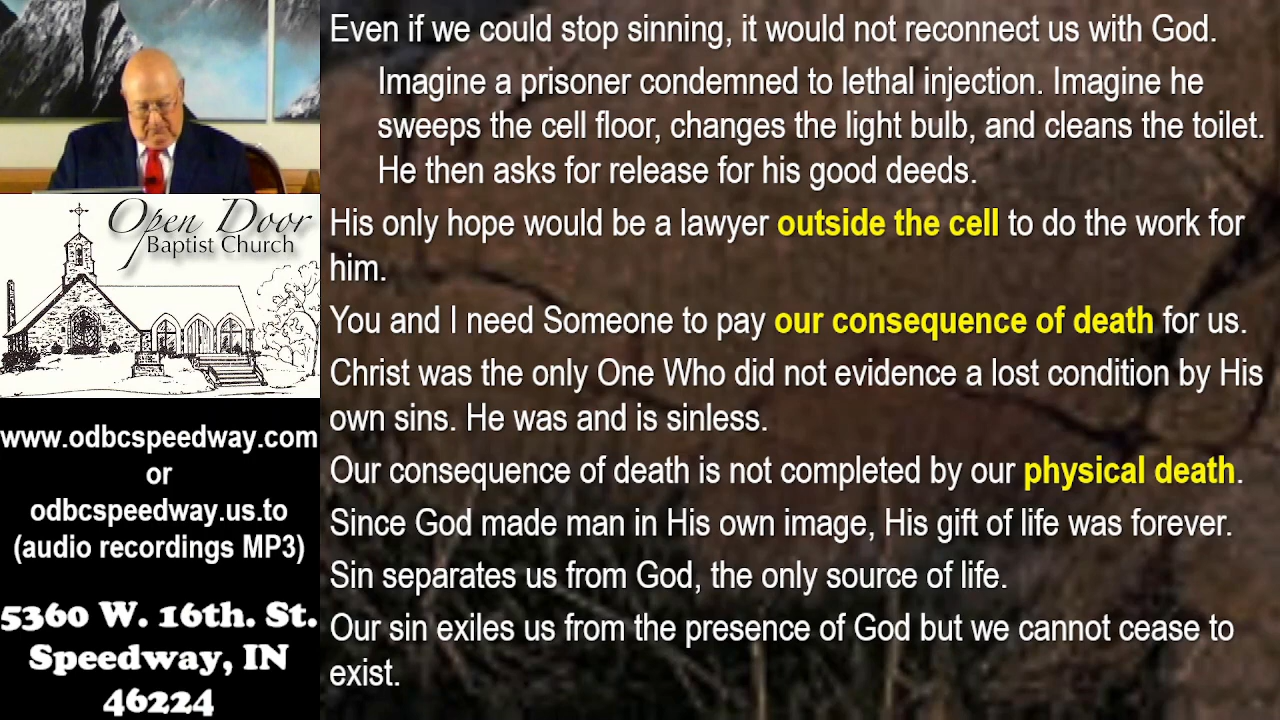 Open Door
Baptist Church
www.odbcspeedway.com
or
odbcspeedway.us.to
(audio recordings MP3)
5360 W. 16th. St.
Speedway, IN
46224
Even if we could stop sinning, it would not reconnect us with God.
Imagine a prisoner condemned to lethal injection. Imagine he
sweeps the cell floor, changes the light bulb, and cleans the toilet.
He then asks for release for his good deeds.
His only hope would be a lawyer outside the cell to do the work for
him.
You and I need Someone to pay our consequence of death for us.
Christ was the only One Who did not evidence a lost condition by His
own sins. He was and is sinless.
Our consequence of death is not completed by our physical death.
Since God made man in His own image, His gift of life was forever.
Sin separates us from God, the only source of life.
Our sin exiles us from the presence of God but we cannot cease to
exist.